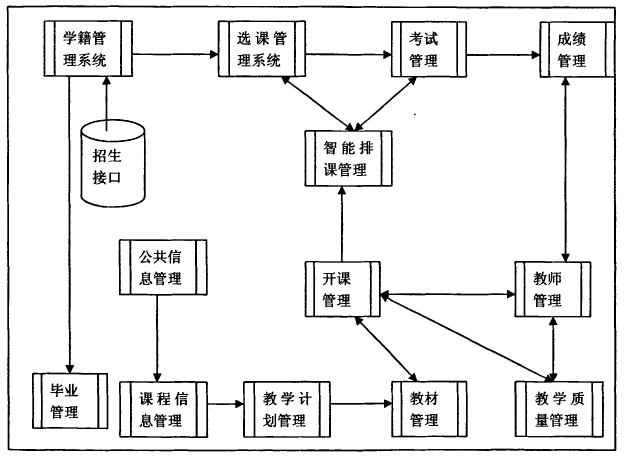 学籍管
理系统
选课管
理系统
考试
管理
成绩
管理
招生
接口
智能排
课管理
公共信
息管理
开课
管理
教师
管理
毕业
管理
课程信
息管理
教学计
划管理
教材
管理
教学质
量管理